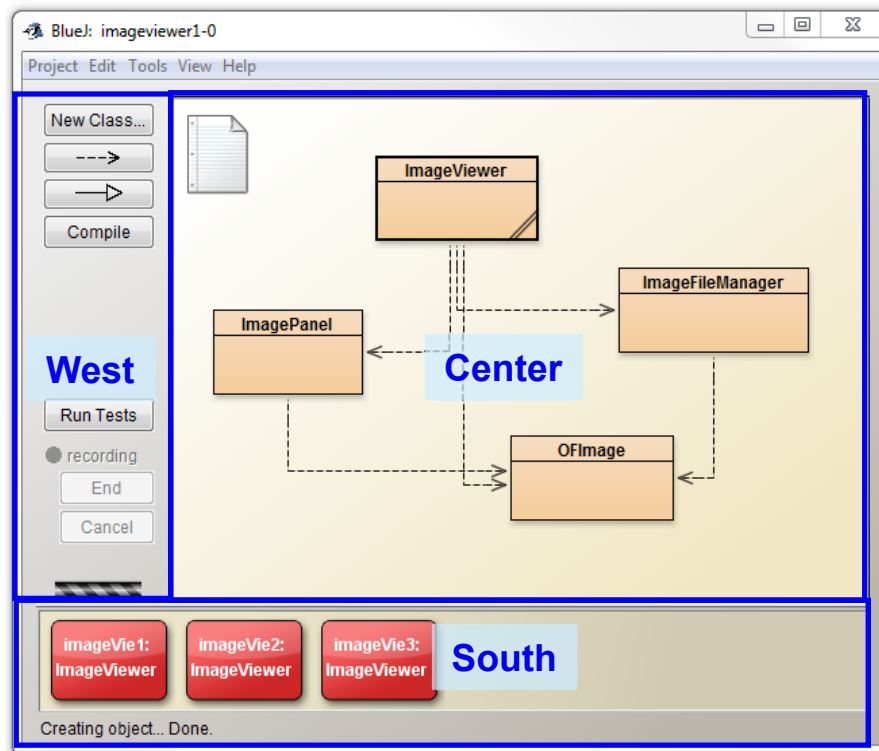 BlueJ: imageviewer1-0
Project Edit Tools View Help
New Class...
Compile
West
Run Tests
recording
End
Cancel
ImageViewer
ImageFileManager
ImagePanel
Center
OFImage
imageVie1:
ImageViewer
imageVie2:
ImageViewer
imageVie3:
ImageViewer
South
Creating object... Done.